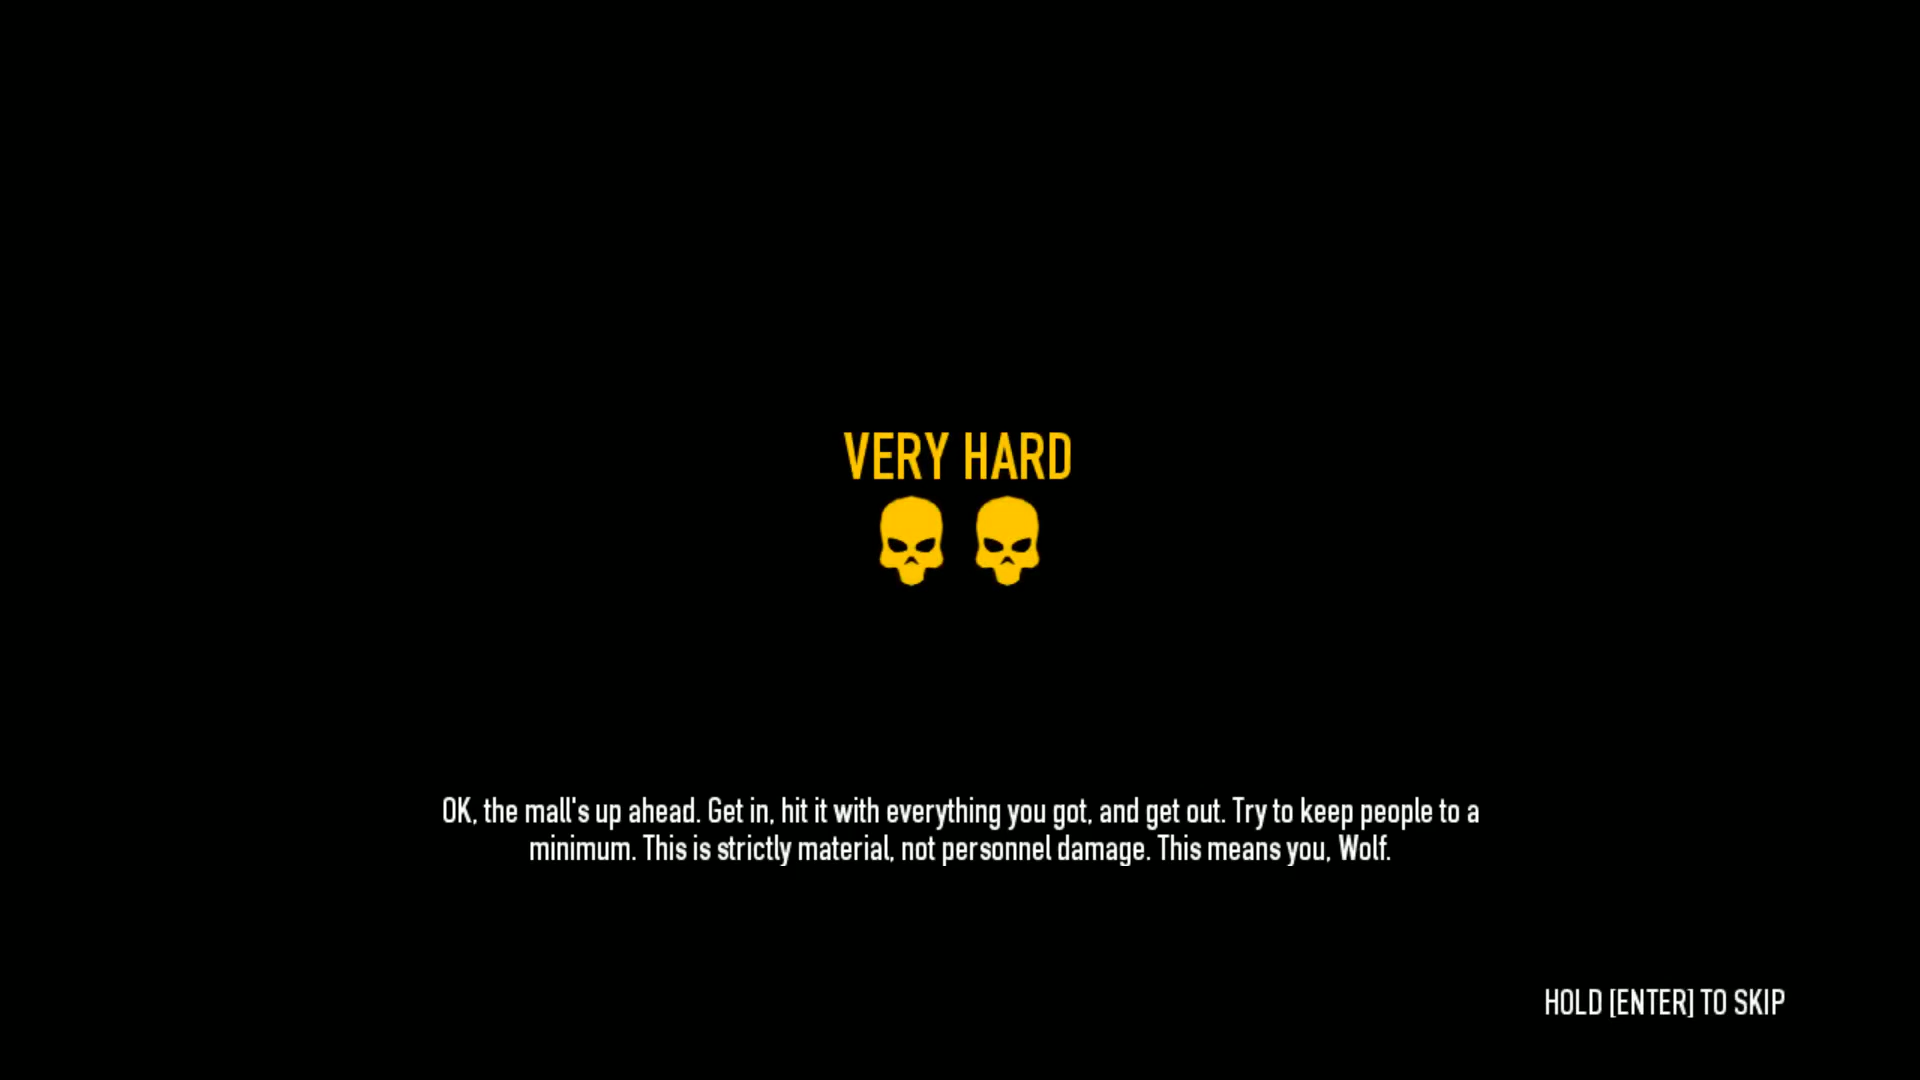 VERY HARD
OK, the mall's up ahead. Get in, hit it with everything you got, and get out. Try to keep people to a
minimum. This is strictly material, not personnel damage. This means you, Wolf.
HOLD [ENTER] TO SKIP